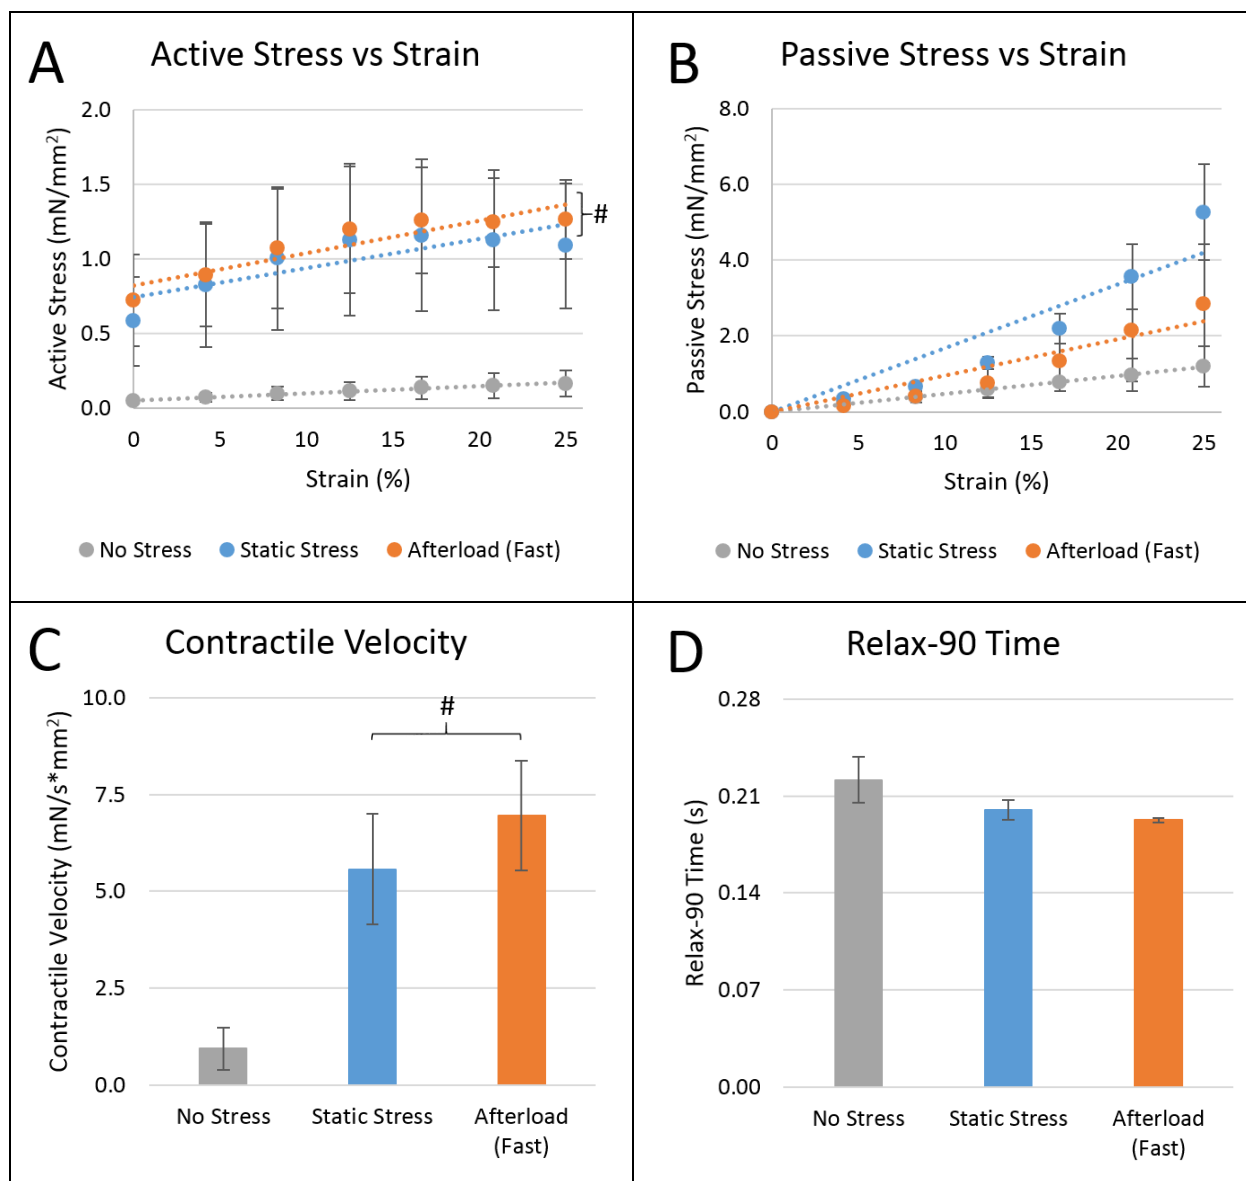 A
Active Stress vs Strain
Active Stress (mN/mm²)
2.0
1.5
1.0
0.5
0.0
#
0 5 10 15 20 25
Strain (%)
No Stress Static Stress Afterload (Fast)
B
Passive Stress vs Strain
Passive Stress (mN/mm²)
8.0
6.0
4.0
2.0
0.0
0 5 10 15 20 25
Strain (%)
No Stress Static Stress Afterload (Fast)
C
Contractile Velocity
Contractile Velocity (mN/s*mm²)
10.0
7.5
5.0
2.5
0.0
#
No Stress Static Stress Afterload
(Fast)
D
Relax-90 Time
Relax-90 Time (s)
0.28
0.21
0.14
0.07
0.00
No Stress Static Stress Afterload
(Fast)